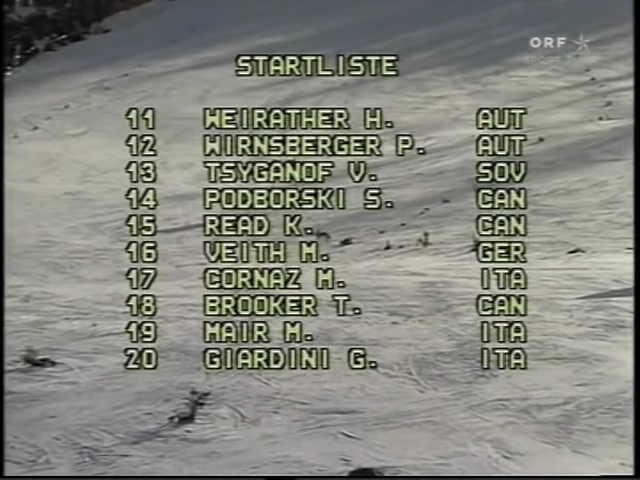 ORF
STARTLISTE
11 WEIRATHER H. AUT
12 WIRNSBERGER P. AUT
13 TSYGANOF V. SOV
14 PODBORSKI S. CAN
15 READ K. CAN
16 VEITH M. GER
17 CORNAZ M. ITA
18 BROOKER T. CAN
19 MAIR M. ITA
20 GIARDINI G. ITA